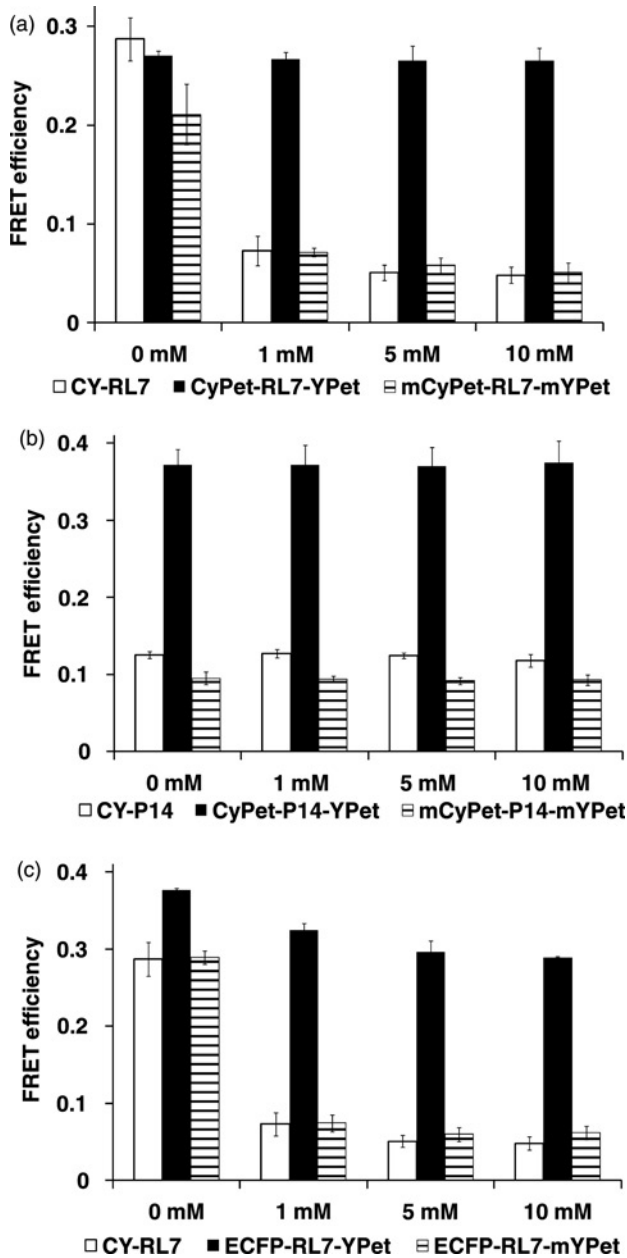 (a)
FRET efficiency
0.3
0.2
0.1
0
0 mM 1 mM 5 mM 10 mM
CY-RL7 CyPet-RL7-YPet mCyPet-RL7-mYPet
(b)
FRET efficiency
0.4
0.3
0.2
0.1
0
0 mM 1 mM 5 mM 10 mM
CY-P14 CyPet-P14-YPet mCyPet-P14-mYPet
(c)
FRET efficiency
0.4
0.3
0.2
0.1
0
0 mM 1 mM 5 mM 10 mM
CY-RL7 ECFP-RL7-YPet ECFP-RL7-mYPet